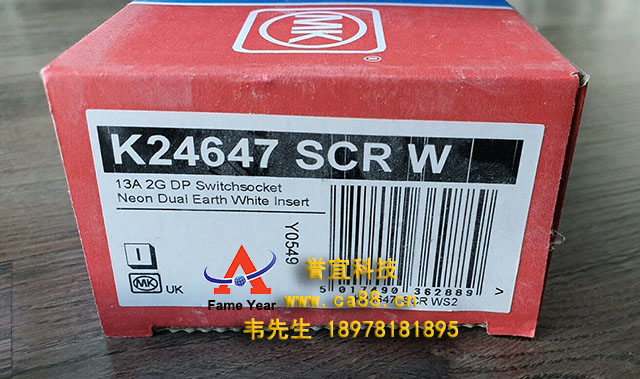 MK
K24647 SCR W
13A 2G DP Switchsocket
Neon Dual Earth White Insert
Y0549
I
MK UK
Fame Year
誉宜科技
www.ca88.cn
5 017490 362889 >
SCR WS2
韦先生 18978181895